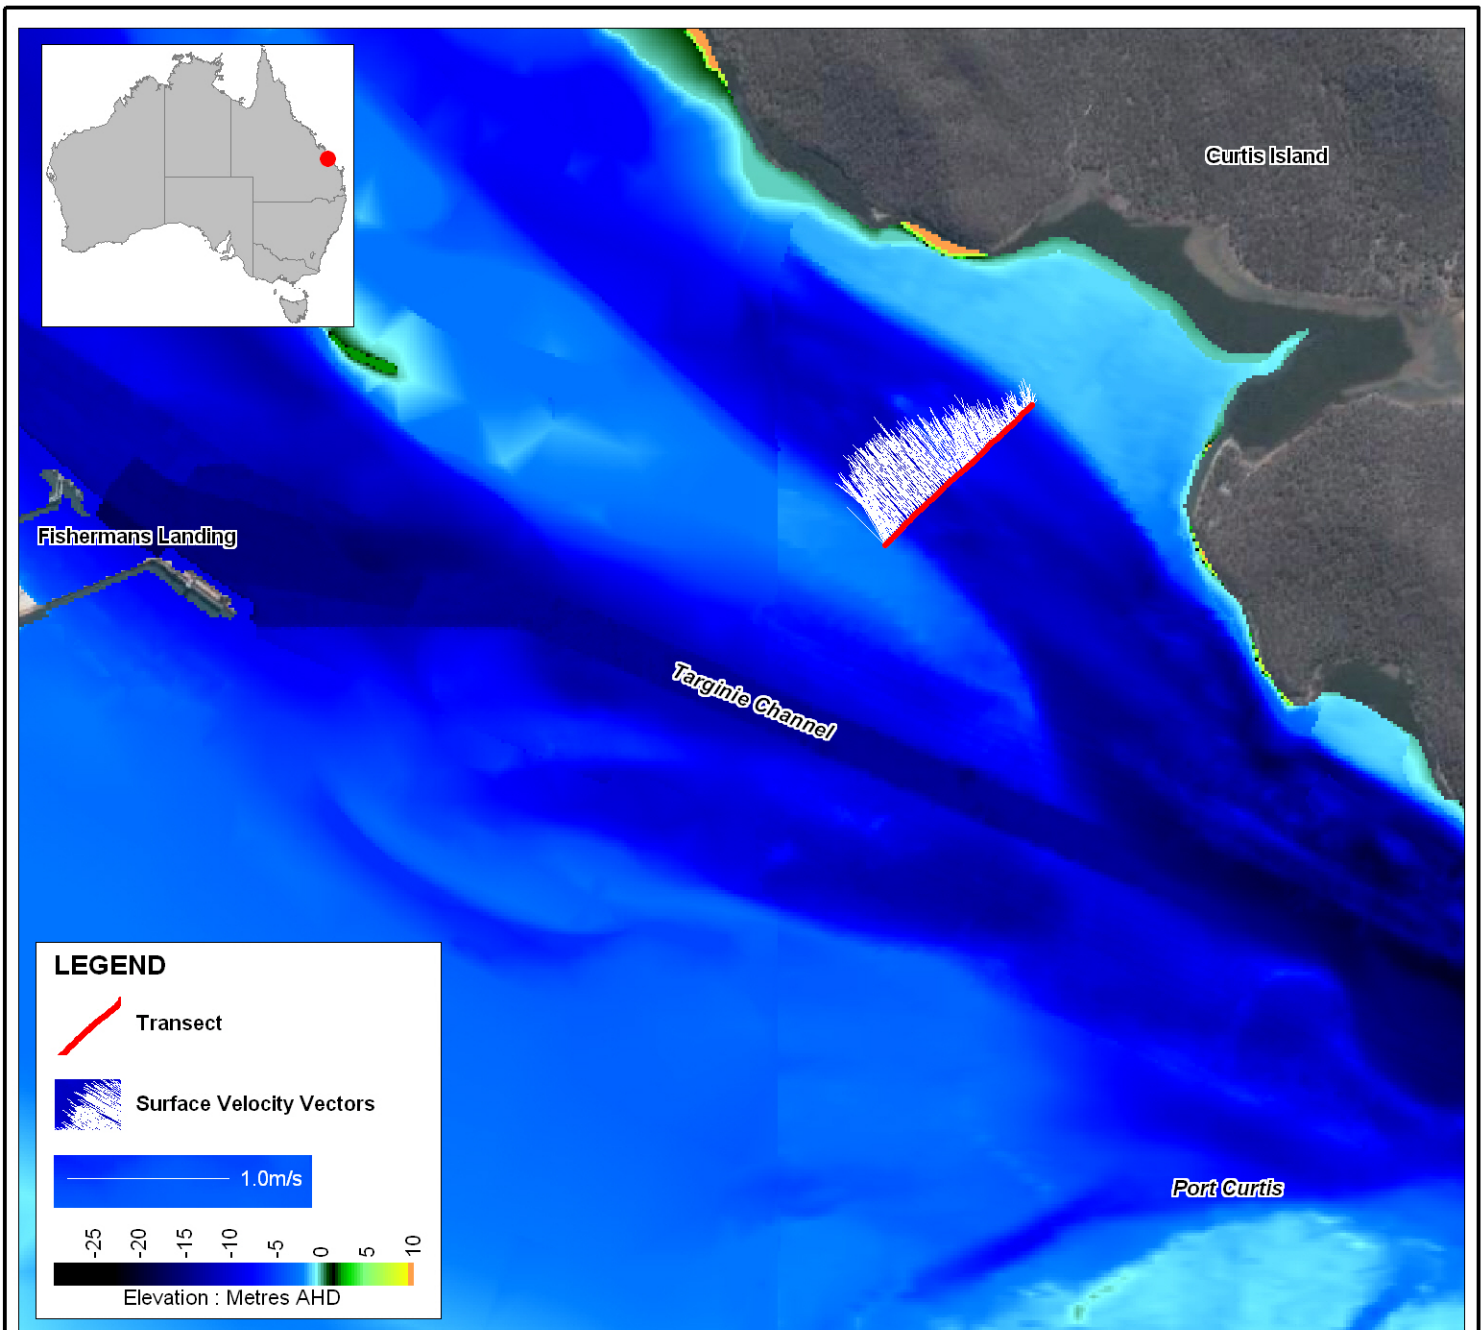 Curtis Island
Fishermans Landing
Targinie Channel
Port Curtis
LEGEND
Transect
Surface Velocity Vectors
1.0m/s
-25 -20 -15 -10 -5 0 5 10
Elevation : Metres AHD